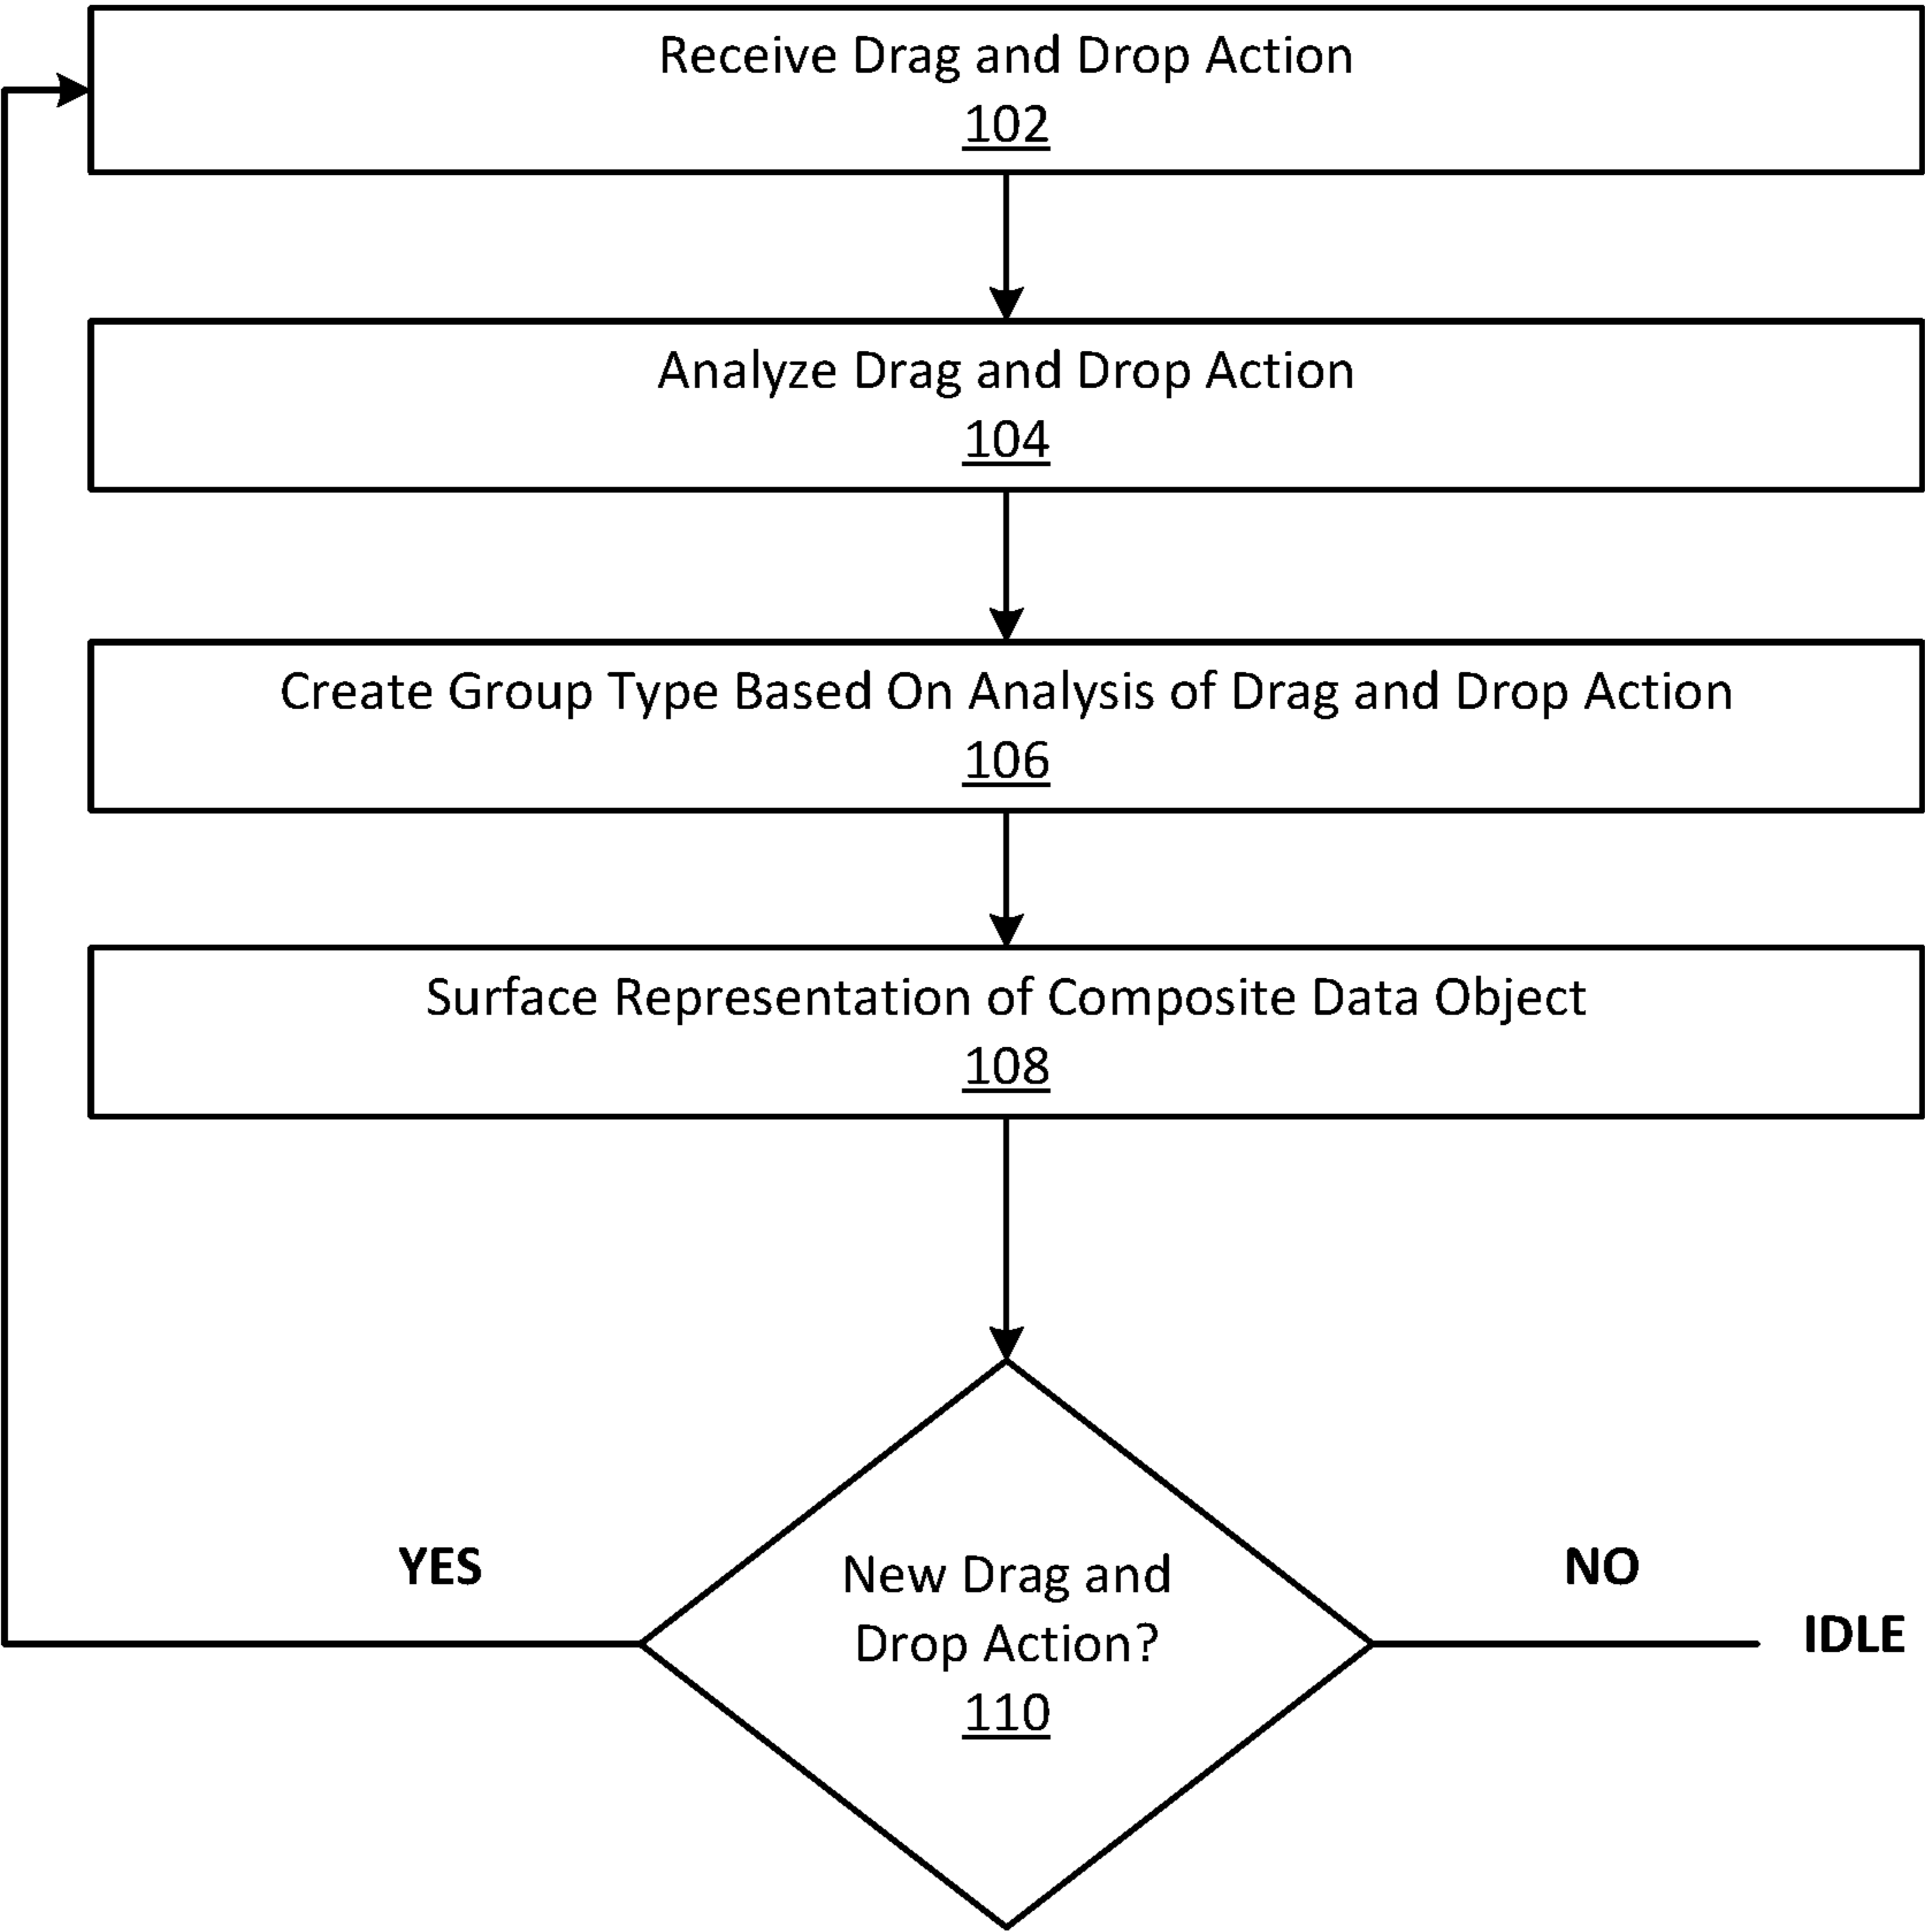 Receive Drag and Drop Action
102
Analyze Drag and Drop Action
104
Create Group Type Based On Analysis of Drag and Drop Action
106
Surface Representation of Composite Data Object
108
YES
New Drag and
Drop Action?
110
NO
IDLE